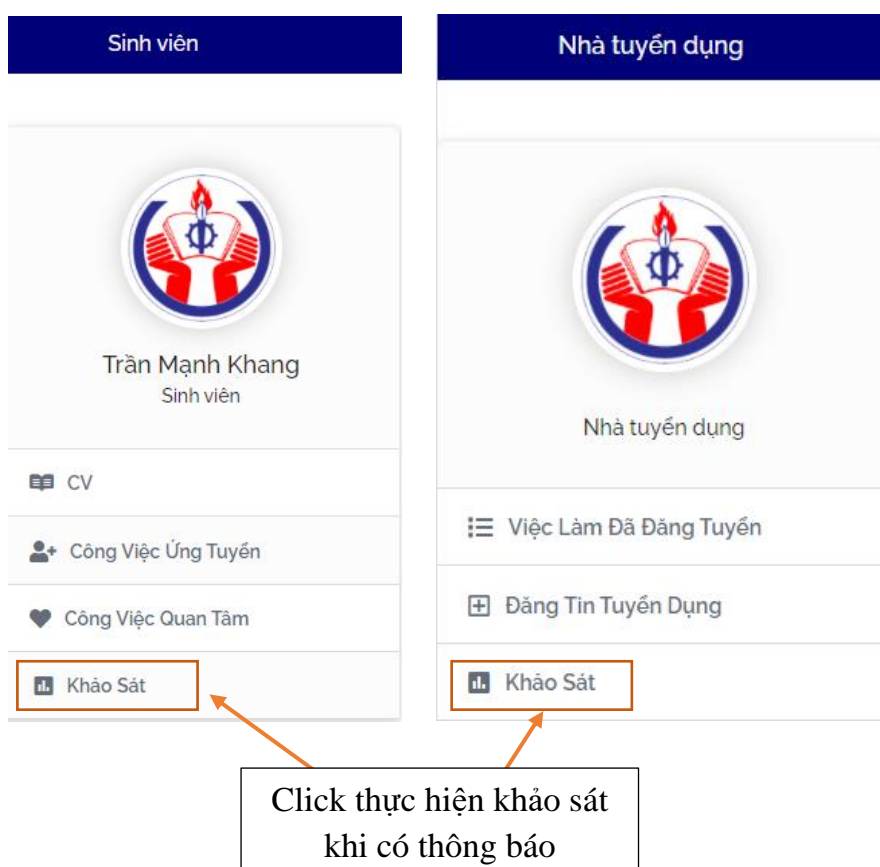 Sinh viên
Trần Mạnh Khang
Sinh viên
CV
Công Việc Ứng Tuyển
Công Việc Quan Tâm
Khảo Sát
Nhà tuyển dụng
Nhà tuyển dụng
Việc Làm Đã Đăng Tuyển
Đăng Tin Tuyển Dụng
Khảo Sát
Click thực hiện khảo sát
khi có thông báo